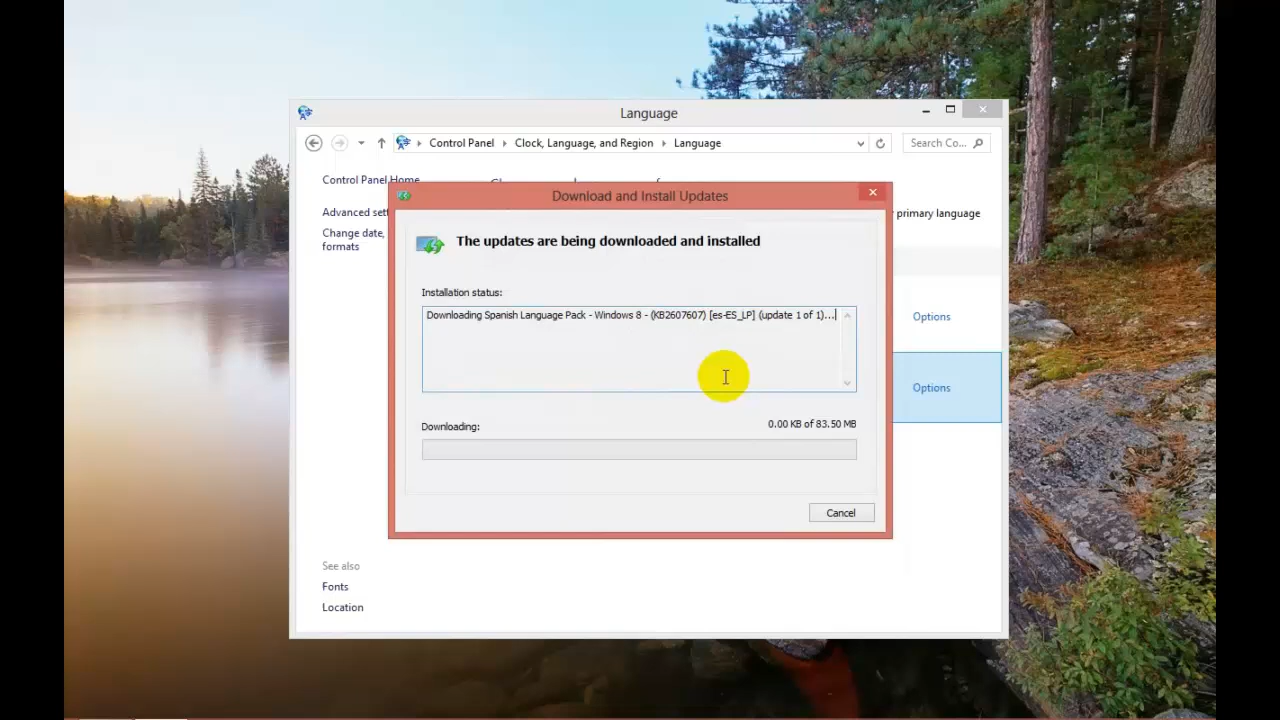 Language
Control Panel
Clock, Language, and Region
Language
Search Co...
Control Panel Home
Advanced sett
Change date,
formats
primary language
Download and Install Updates
The updates are being downloaded and installed
Installation status:
Downloading Spanish Language Pack - Windows 8 - (KB2607607) [es-ES_LP] (update 1 of 1)...
Options
Options
Downloading:
0.00 KB of 83.50 MB
Cancel
See also
Fonts
Location